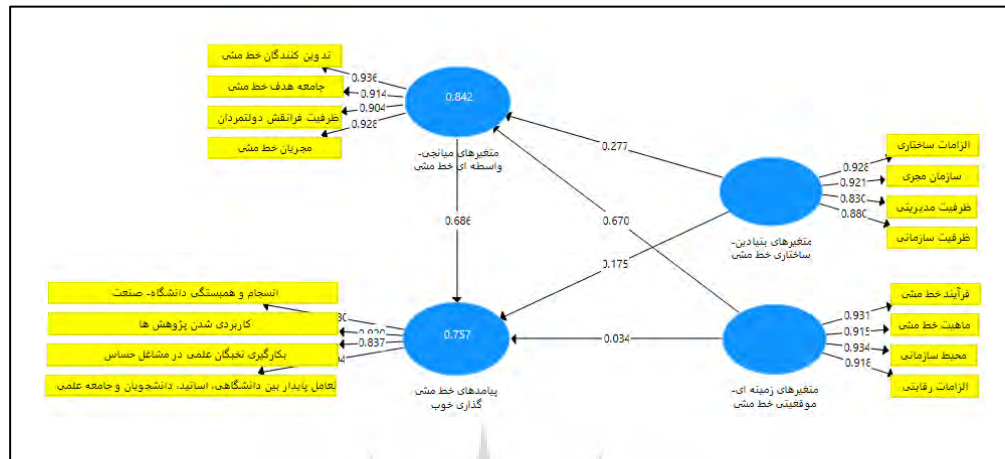 تدوین کنندگان خط مشی
جامعه هدف خط مشی
ظرفیت فرانقش دولتمردان
مجریان خط مشی
0.936
0.914
0.904
0.928
0.842
متغیرهای میانجی-
واسطه ای خط مشی
0.277
0.670
0.686
0.175
0.034
الزامات ساختاری
سازمان مجری
ظرفیت مدیریتی
ظرفیت سازمانی
0.928
0.921
0.830
0.880
متغیرهای بنیادین-
ساختاری خط مشی
انسجام و همبستگی دانشگاه- صنعت
کاربردی شدن پژوهش ها
بکارگیری نخبگان علمی در مشاغل حساس
تعامل پایدار بین دانشگاهی، اساتید، دانشجویان و جامعه علمی
0.837
0.757
پیامدهای خط مشی
گذاری خوب
فرآیند خط مشی
ماهیت خط مشی
محیط سازمانی
الزامات رقابتی
0.931
0.915
0.934
0.918
متغیرهای زمینه ای-
موقعیتی خط مشی